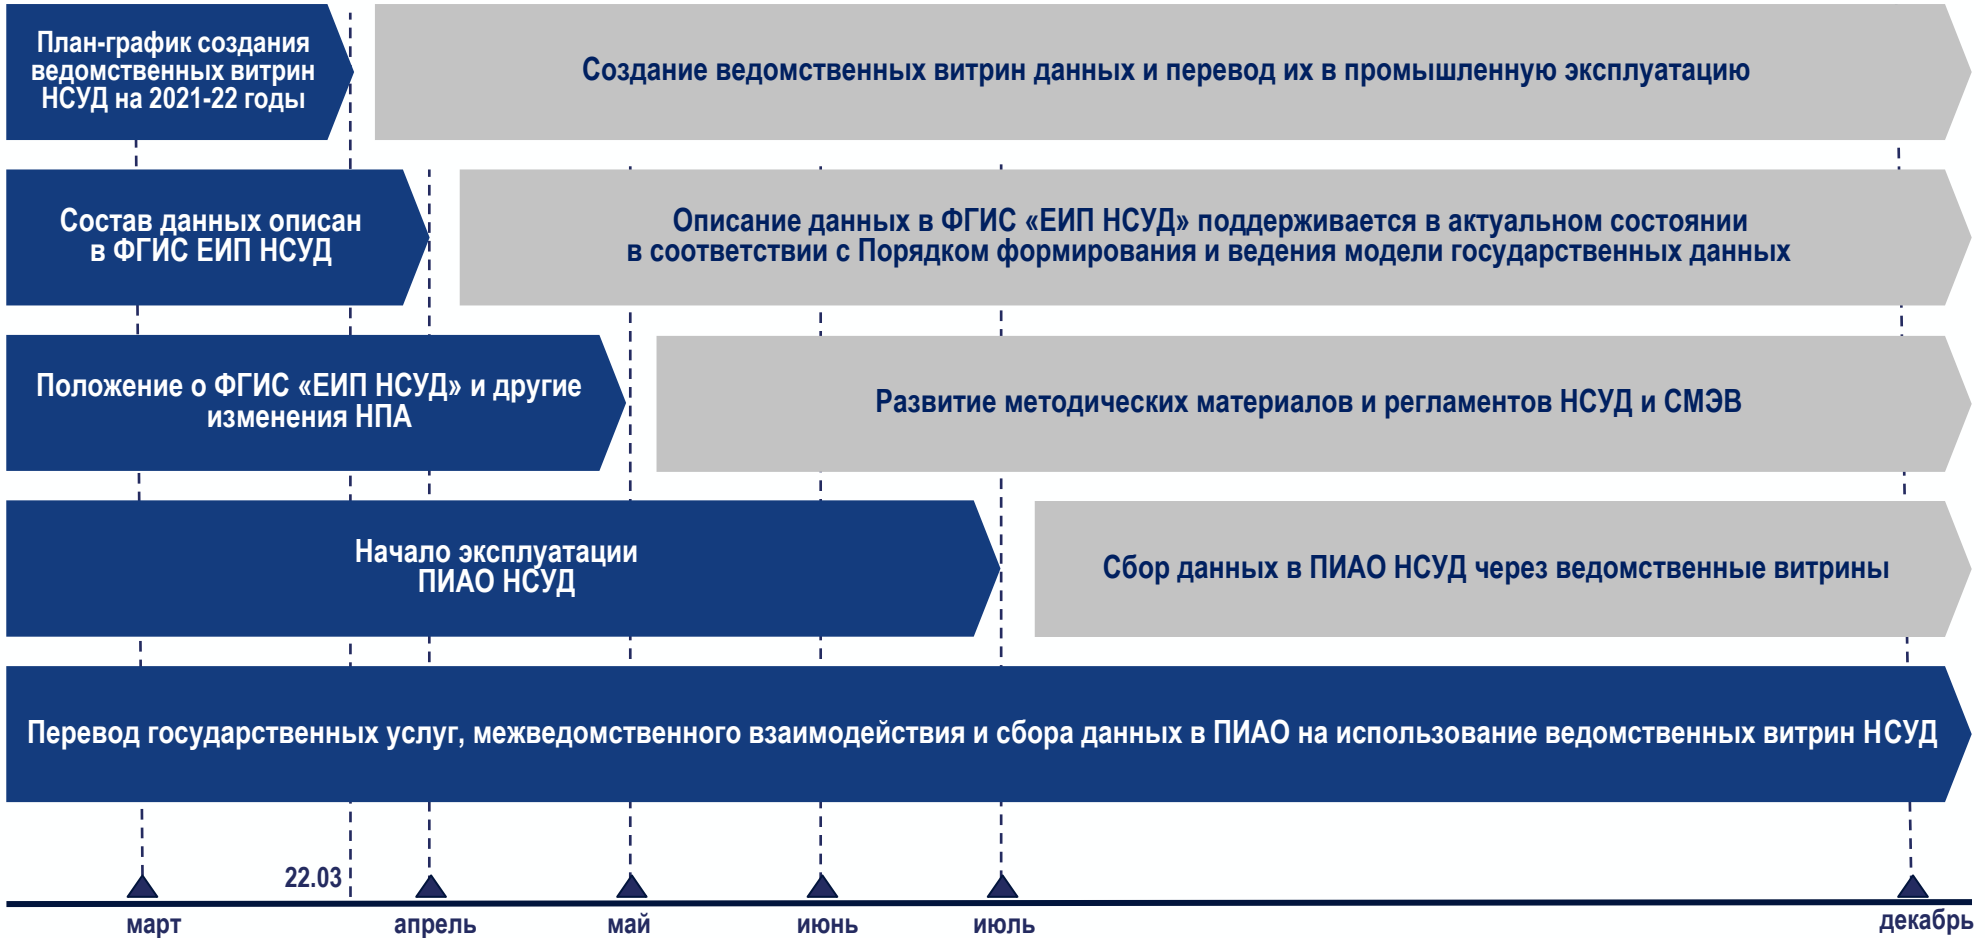 План-график создания
ведомственных витрин
НСУД на 2021-22 годы
Создание ведомственных витрин данных и перевод их в промышленную эксплуатацию
Состав данных описан
в ФГИС ЕИП НСУД
Описание данных в ФГИС «ЕИП НСУД» поддерживается в актуальном состоянии
в соответствии с Порядком формирования и ведения модели государственных данных
Положение о ФГИС «ЕИП НСУД» и другие
изменения НПА
Развитие методических материалов и регламентов НСУД и СМЭВ
Начало эксплуатации
ПИАО НСУД
Сбор данных в ПИАО НСУД через ведомственные витрины
Перевод государственных услуг, межведомственного взаимодействия и сбора данных в ПИАО на использование ведомственных витрин НСУД
22.03
март
апрель
май
июнь
июль
декабрь